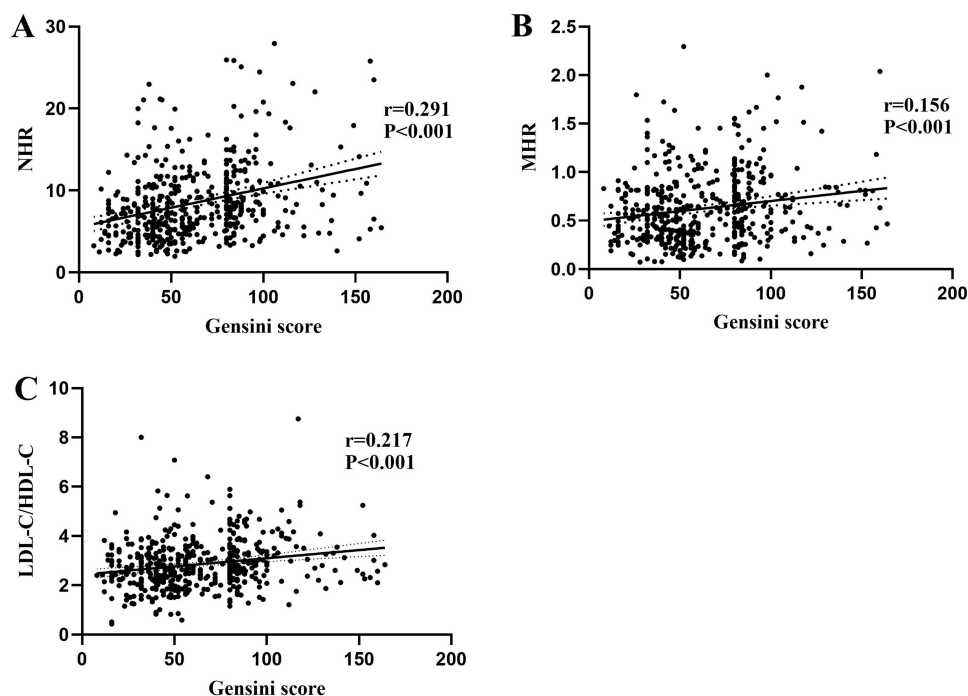 A
30
20
10
0
NHR
r=0.291
P<0.001
0 50 100 150 200
Gensini score
B
2.5
2.0
1.5
1.0
0.5
0.0
MHR
r=0.156
P<0.001
0 50 100 150 200
Gensini score
C
10
8
6
4
2
0
LDL-C/HDL-C
r=0.217
P<0.001
0 50 100 150 200
Gensini score